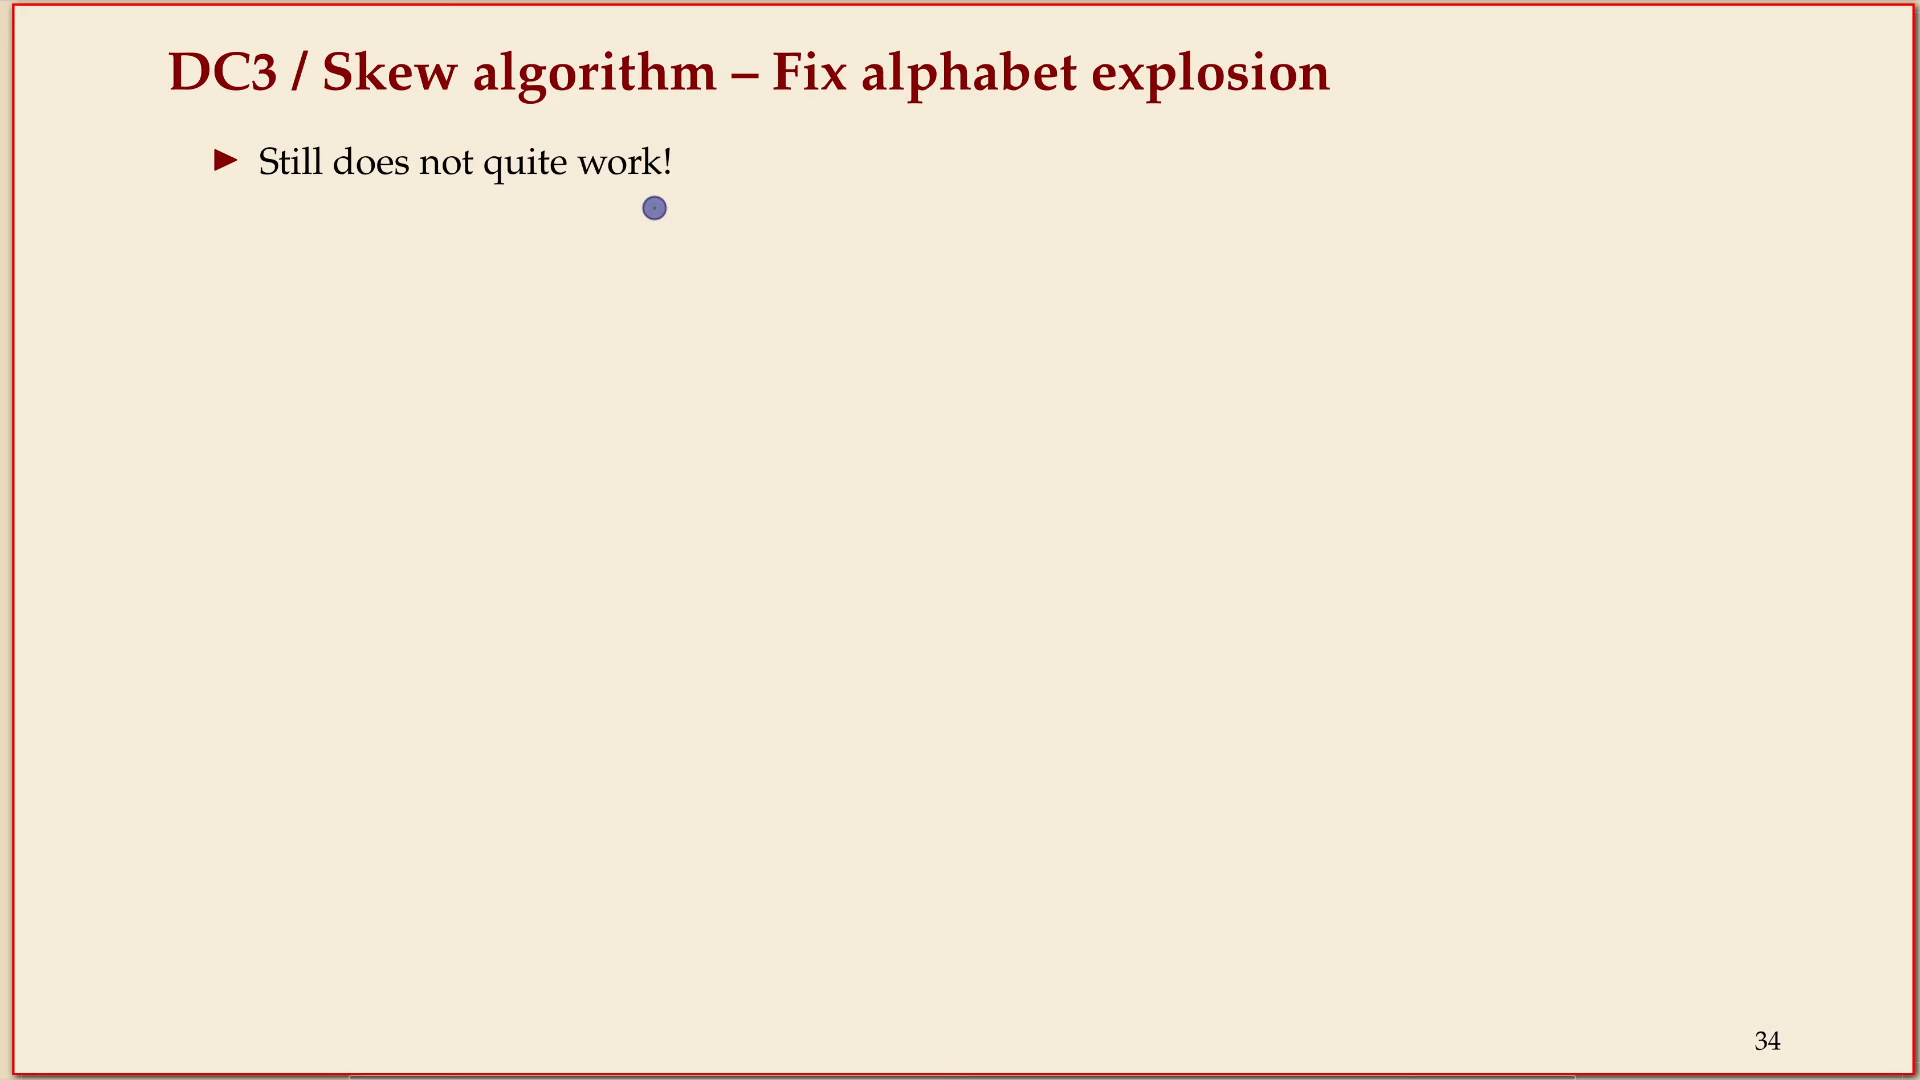 DC3 / Skew algorithm – Fix alphabet explosion
▶ Still does not quite work!
34